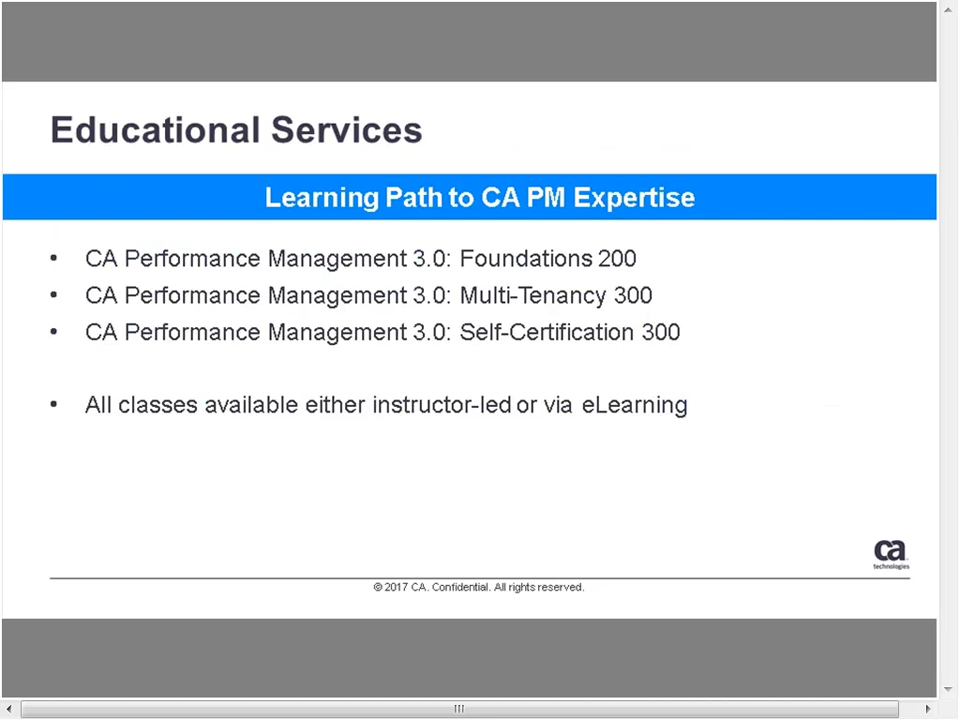 Educational Services
Learning Path to CA PM Expertise
• CA Performance Management 3.0: Foundations 200
• CA Performance Management 3.0: Multi-Tenancy 300
• CA Performance Management 3.0: Self-Certification 300
• All classes available either instructor-led or via eLearning
ca
technologies
© 2017 CA. Confidential. All rights reserved.